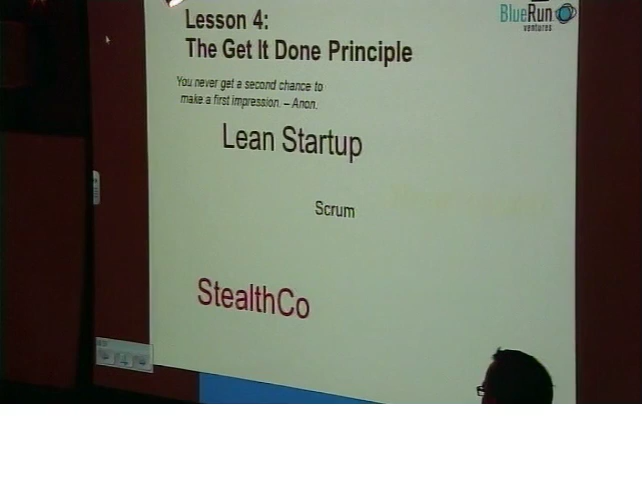 Lesson 4:
BlueRun
ventures
The Get It Done Principle
You never get a second chance to
make a first impression. – Anon.
Lean Startup
Scrum
StealthCo